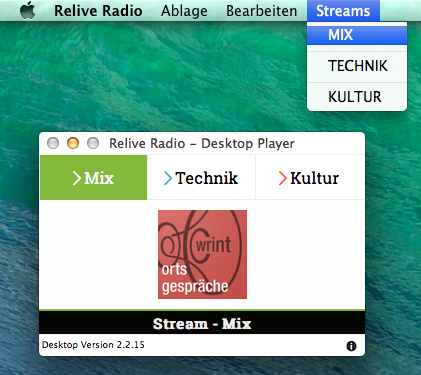 Relive Radio Ablage Bearbeiten Streams
MIX
TECHNIK
KULTUR
Relive Radio – Desktop Player
Mix Technik Kultur
wrint
orts
gespräche
Stream - Mix
Desktop Version 2.2.15